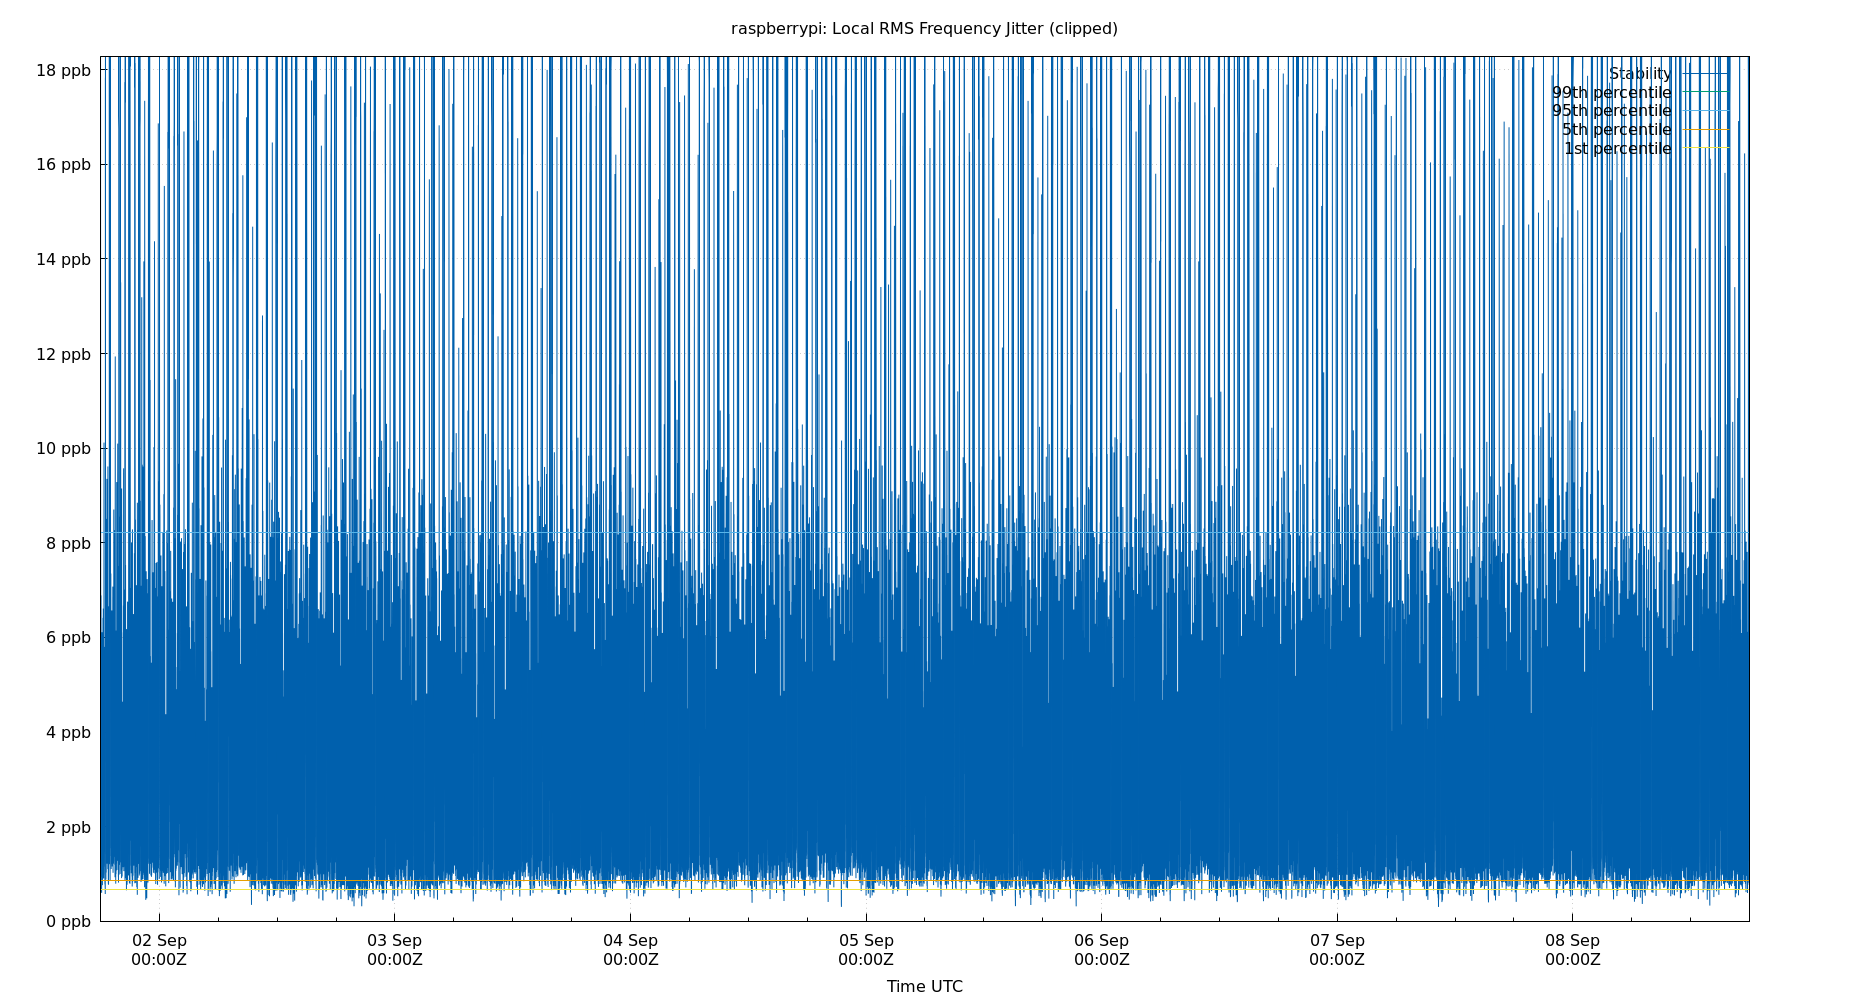 raspberrypi: Local RMS Frequency Jitter (clipped)
18 ppb
16 ppb
14 ppb
12 ppb
10 ppb
8 ppb
6 ppb
4 ppb
2 ppb
0 ppb
Stability
99th percentile
95th percentile
5th percentile
1st percentile
02 Sep
00:00Z
03 Sep
00:00Z
04 Sep
00:00Z
05 Sep
00:00Z
06 Sep
00:00Z
07 Sep
00:00Z
08 Sep
00:00Z
Time UTC